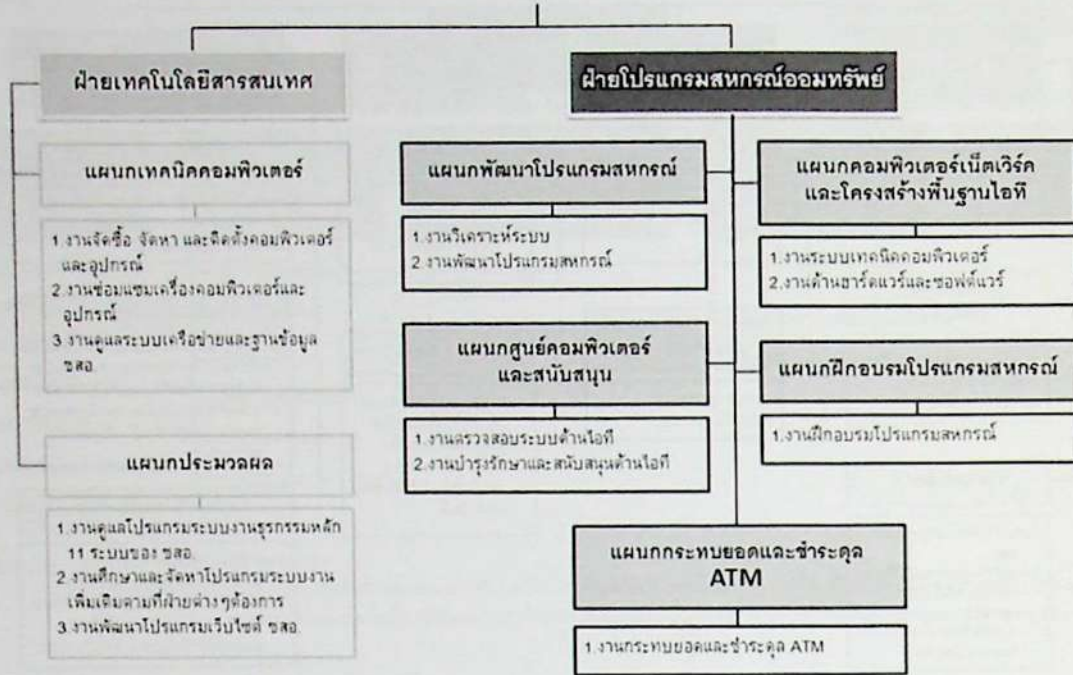 ฝ่ายเทคโนโลยีสารสนเทศ
แผนกเทคนิคคอมพิวเตอร์
1.งานจัดซื้อ จัดหา และติดตั้งคอมพิวเตอร์
และอุปกรณ์
2.งานซ่อมแซมเครื่องคอมพิวเตอร์และ
อุปกรณ์
3.งานดูแลระบบเครือข่ายและฐานข้อมูล
ชสอ.
แผนกประมวลผล
1.งานดูแลโปรแกรมระบบงานธุรกรรมหลัก
11 ระบบของ ชสอ.
2.งานศึกษาและจัดหาโปรแกรมระบบงาน
เพิ่มเติมตามที่ฝ่ายต่างๆต้องการ
3.งานพัฒนาโปรแกรมเว็บไซต์ ชสอ.
ฝ่ายโปรแกรมสหกรณ์ออมทรัพย์
แผนกพัฒนาโปรแกรมสหกรณ์
1.งานวิเคราะห์ระบบ
2.งานพัฒนาโปรแกรมสหกรณ์
แผนกคอมพิวเตอร์เน็ตเวิร์ค
และโครงสร้างพื้นฐานไอที
1.งานระบบเทคนิคคอมพิวเตอร์
2.งานด้านฮาร์ดแวร์และซอฟต์แวร์
แผนกศูนย์คอมพิวเตอร์
และสนับสนุน
1.งานตรวจสอบระบบด้านไอที
2.งานบำรุงรักษาและสนับสนุนด้านไอที
แผนกฝึกอบรมโปรแกรมสหกรณ์
1.งานฝึกอบรมโปรแกรมสหกรณ์
แผนกกระทบยอดและชำระดุล
ATM
1.งานกระทบยอดและชำระดุล ATM